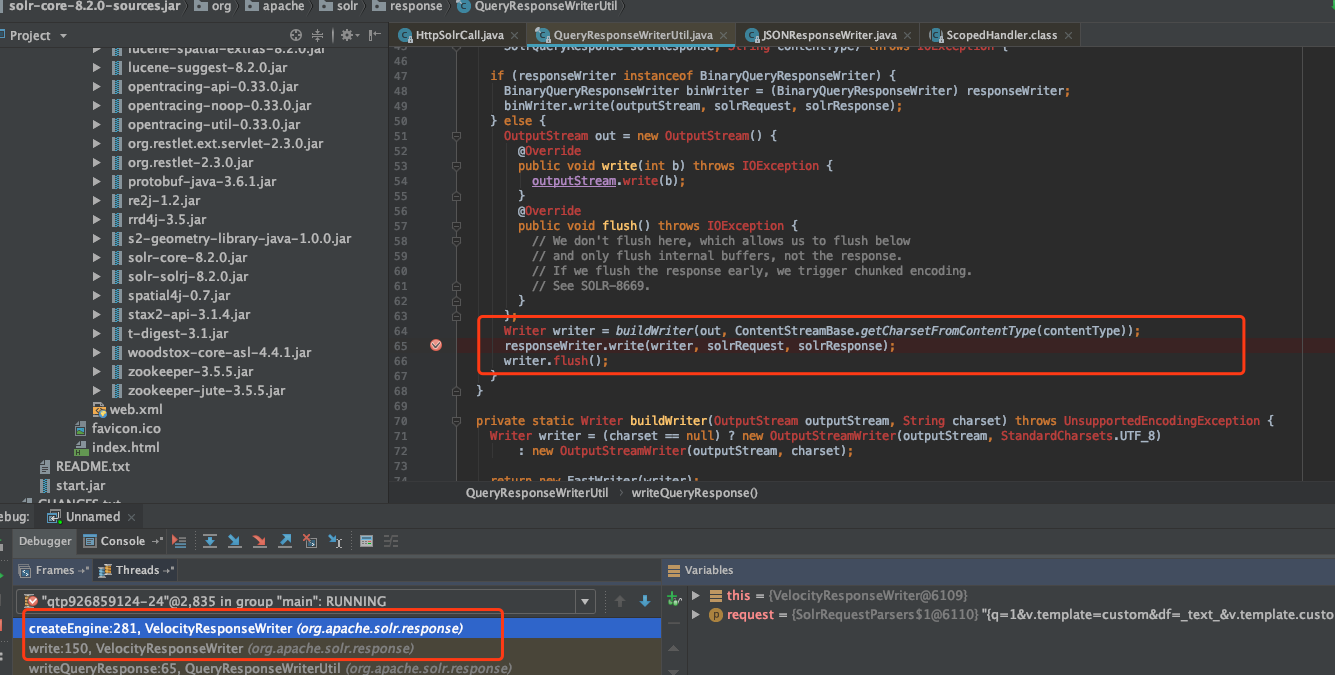 solr-core-8.2.0-sources.jar org apache solr response QueryResponseWriterUtil
Project
HttpSolrCall.java QueryResponseWriterUtil.java JSONResponseWriter.java ScopedHandler.class
lucene-spatial-extras-8.2.0.jar
lucene-suggest-8.2.0.jar
opentracing-api-0.33.0.jar
opentracing-noop-0.33.0.jar
opentracing-util-0.33.0.jar
org.restlet.ext.servlet-2.3.0.jar
org.restlet-2.3.0.jar
protobuf-java-3.6.1.jar
re2j-1.2.jar
rrd4j-3.5.jar
s2-geometry-library-java-1.0.0.jar
solr-core-8.2.0.jar
solr-solrj-8.2.0.jar
spatial4j-0.7.jar
stax2-api-3.1.4.jar
t-digest-3.1.jar
woodstox-core-asl-4.4.1.jar
zookeeper-3.5.5.jar
zookeeper-jute-3.5.5.jar
web.xml
favicon.ico
index.html
README.txt
start.jar
CHANGES.txt
45 SolrQueryResponse solrResponse, String contentType) throws IOException {
46
47 if (responseWriter instanceof BinaryQueryResponseWriter) {
48 BinaryQueryResponseWriter binWriter = (BinaryQueryResponseWriter) responseWriter;
49 binWriter.write(outputStream, solrRequest, solrResponse);
50 } else {
51 OutputStream out = new OutputStream() {
52 @Override
53 public void write(int b) throws IOException {
54 outputStream.write(b);
55 }
56 @Override
57 public void flush() throws IOException {
58 // We don't flush here, which allows us to flush below
59 // and only flush internal buffers, not the response.
60 // If we flush the response early, we trigger chunked encoding.
61 // See SOLR-8669.
62 }
63 };
64 Writer writer = buildWriter(out, ContentStreamBase.getCharsetFromContentType(contentType));
65 responseWriter.write(writer, solrRequest, solrResponse);
66 writer.flush();
67 }
68 }
69
70 private static Writer buildWriter(OutputStream outputStream, String charset) throws UnsupportedEncodingException {
71 Writer writer = (charset == null) ? new OutputStreamWriter(outputStream, StandardCharsets.UTF_8)
72 : new OutputStreamWriter(outputStream, charset);
73
74 return new FastWriter(writer);
QueryResponseWriterUtil › writeQueryResponse()
ebug: Unnamed
Debugger Console
Frames Threads
Variables
"qtp926859124-24"@2,835 in group "main": RUNNING
createEngine:281, VelocityResponseWriter (org.apache.solr.response)
write:150, VelocityResponseWriter (org.apache.solr.response)
writeQueryResponse:65, QueryResponseWriterUtil (org.apache.solr.response)
this = {VelocityResponseWriter@6109}
request = {SolrRequestParsers$1@6110} "{q=1&v.template=custom&df=_text_&v.template.custo